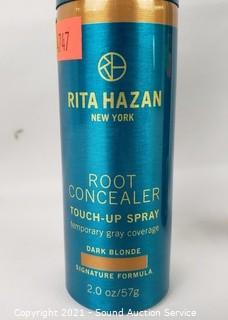 747
RH
RITA HAZAN
NEW YORK
ROOT
CONCEALER
TOUCH-UP SPRAY
temporary gray coverage
DARK BLONDE
SIGNATURE FORMULA
2.0 oz/57g
Copyright 2021 - Sound Auction Service